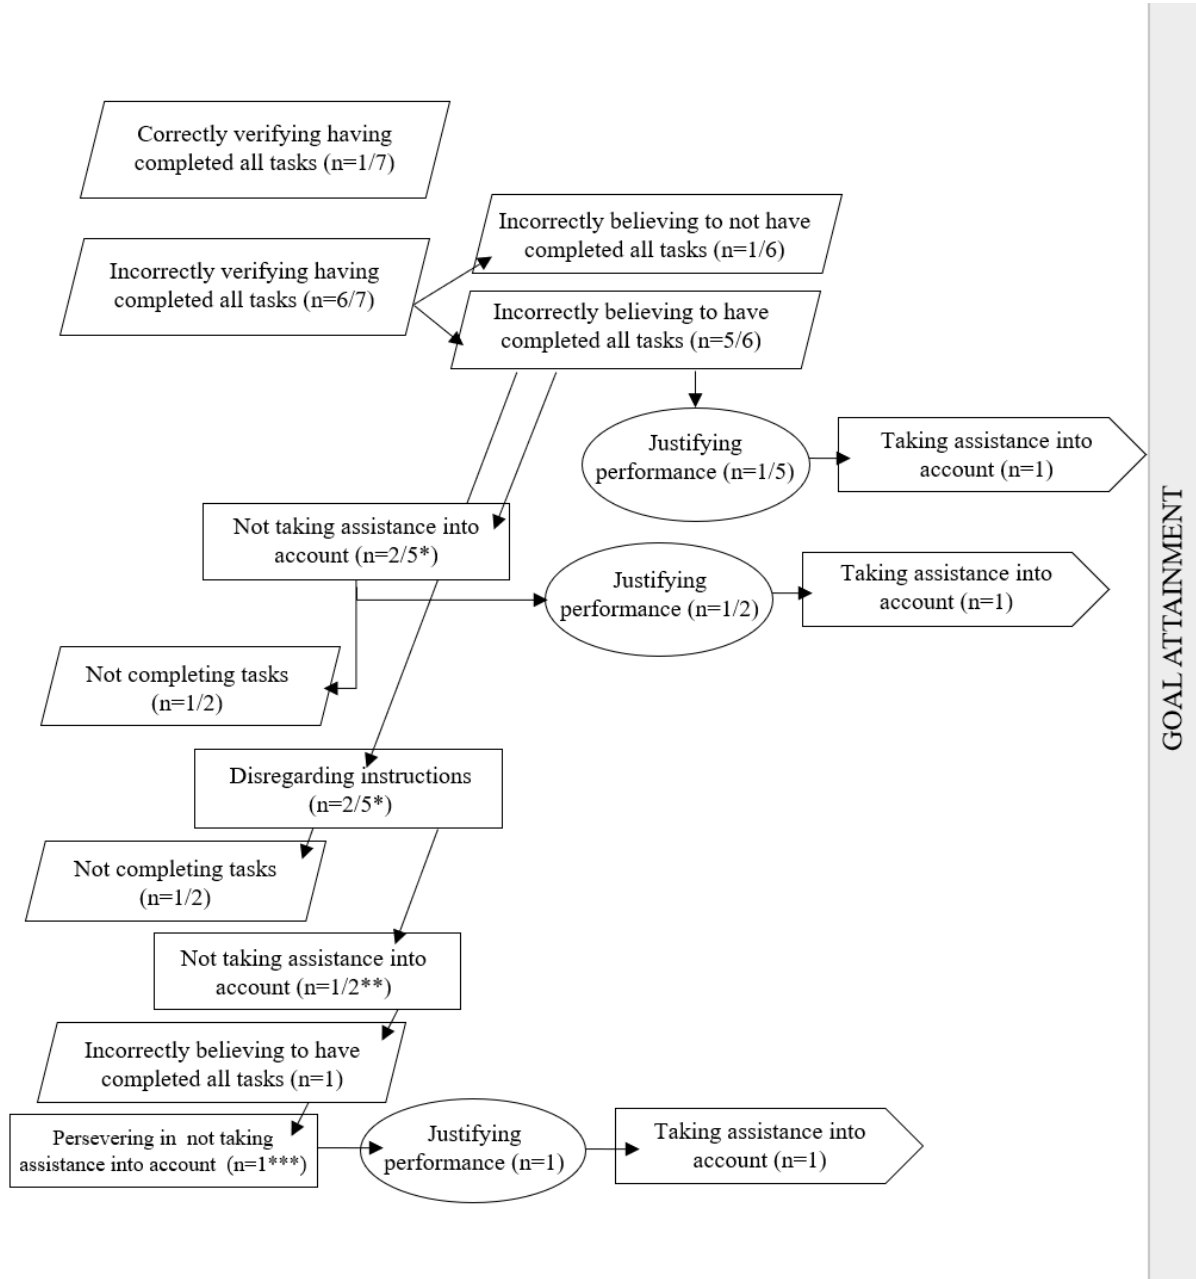 Correctly verifying having
completed all tasks (n=1/7)
Incorrectly believing to not have
completed all tasks (n=1/6)
Incorrectly verifying having
completed all tasks (n=6/7)
Incorrectly believing to have
completed all tasks (n=5/6)
Justifying
performance (n=1/5)
Taking assistance into
account (n=1)
Not taking assistance into
account (n=2/5*)
Justifying
performance (n=1/2)
Taking assistance into
account (n=1)
Not completing tasks
(n=1/2)
Disregarding instructions
(n=2/5*)
Not completing tasks
(n=1/2)
Not taking assistance into
account (n=1/2**)
Incorrectly believing to have
completed all tasks (n=1)
Persevering in not taking
assistance into account (n=1***)
Justifying
performance (n=1)
Taking assistance into
account (n=1)
GOAL ATTAINMENT